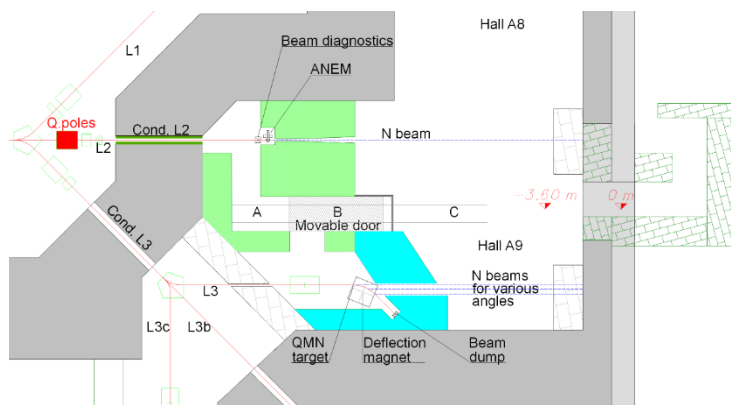 Hall A8
L1
Beam diagnostics
ANEM
Q.poles
Cond. L2
L2
N beam
A
B
C
Movable door
-3.60 m
0 m
Cond. L3
Hall A9
L3
N beams
for various
angles
L3c
L3b
QMN
target
Deflection
magnet
Beam
dump